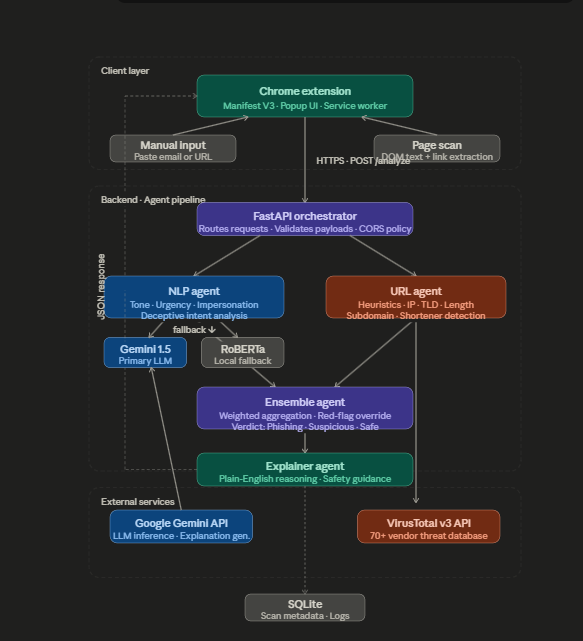 Client layer
Chrome extension
Manifest V3 · Popup UI · Service worker
Manual input
Paste email or URL
Page scan
DOM text + link extraction
HTTPS · POST /analyze
Backend · Agent pipeline
FastAPI orchestrator
Routes requests · Validates payloads · CORS policy
JSON response
NLP agent
Tone · Urgency · Impersonation
Deceptive intent analysis
URL agent
Heuristics · IP · TLD · Length
Subdomain · Shortener detection
fallback ↓
Gemini 1.5
Primary LLM
RoBERTa
Local fallback
Ensemble agent
Weighted aggregation · Red-flag override
Verdict: Phishing · Suspicious · Safe
Explainer agent
Plain-English reasoning · Safety guidance
External services
Google Gemini API
LLM inference · Explanation gen.
VirusTotal v3 API
70+ vendor threat database
SQLite
Scan metadata · Logs